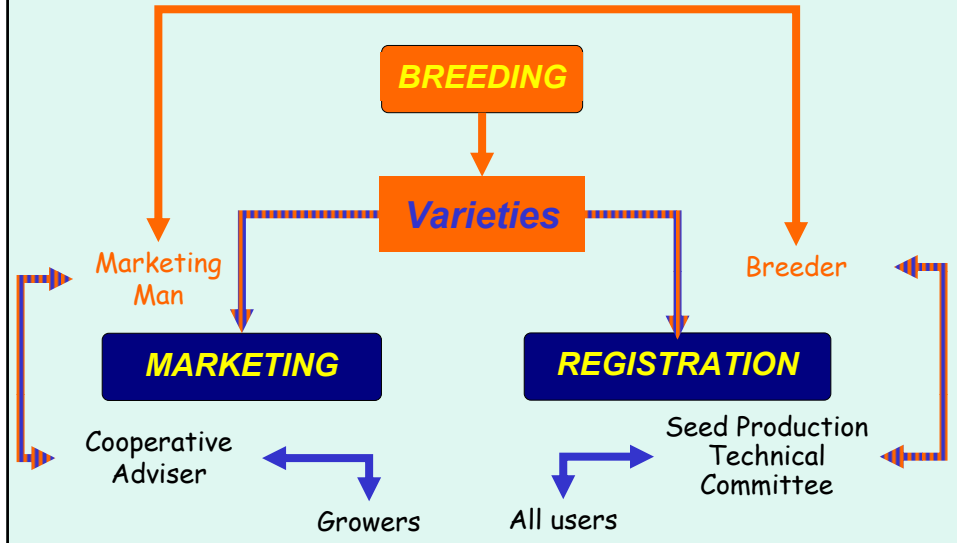 BREEDING
Varieties
Marketing
Man
Breeder
MARKETING
REGISTRATION
Cooperative
Adviser
Seed Production
Technical
Committee
Growers
All users